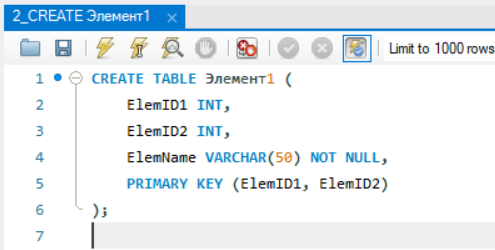 2_CREATE Элемент1 ×
Limit to 1000 rows
1 CREATE TABLE Элемент1 (
2 ElemID1 INT,
3 ElemID2 INT,
4 ElemName VARCHAR(50) NOT NULL,
5 PRIMARY KEY (ElemID1, ElemID2)
6 );
7